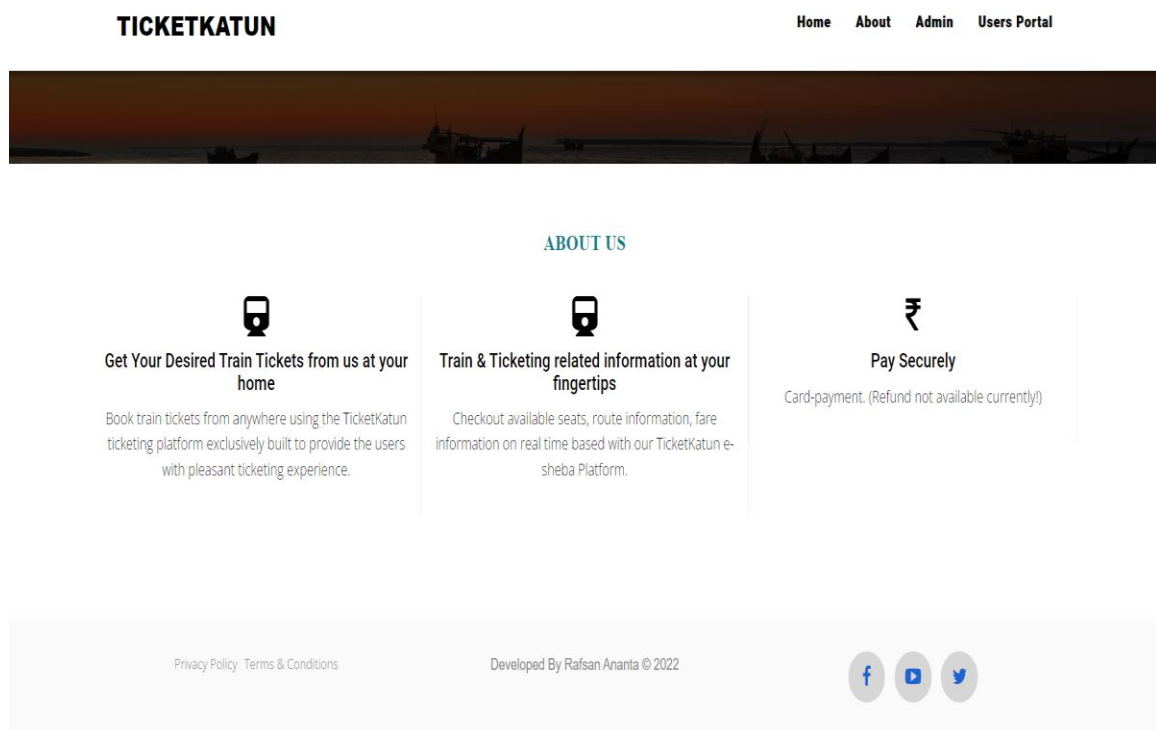 TICKETKATUN
Home About Admin Users Portal
ABOUT US
Get Your Desired Train Tickets from us at your
home
Book train tickets from anywhere using the TicketKatun
ticketing platform exclusively built to provide the users
with pleasant ticketing experience.
Train & Ticketing related information at your
fingertips
Checkout available seats, route information, fare
information on real time based with our TicketKatun e-
sheba Platform.
₹
Pay Securely
Card-payment. (Refund not available currently!)
Privacy Policy Terms & Conditions
Developed By Rafsan Ananta © 2022